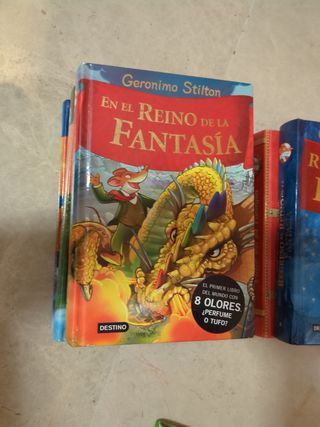 Geronimo Stilton
EN EL REINO DE LA
FANTASÍA
EL PRIMER LIBRO
DEL MUNDO CON
8 OLORES.
¿PERFUME
O TUFO?
DESTINO